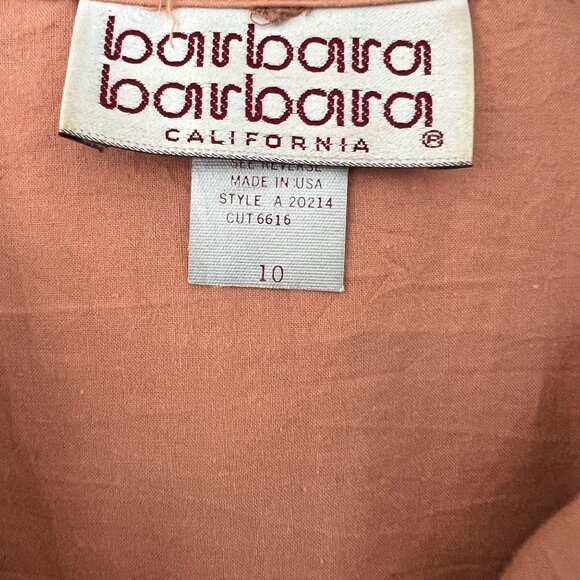 barbara
barbara
CALIFORNIA ®
SEE REVERSE
MADE IN USA
STYLE A 20214
CUT 6616
10